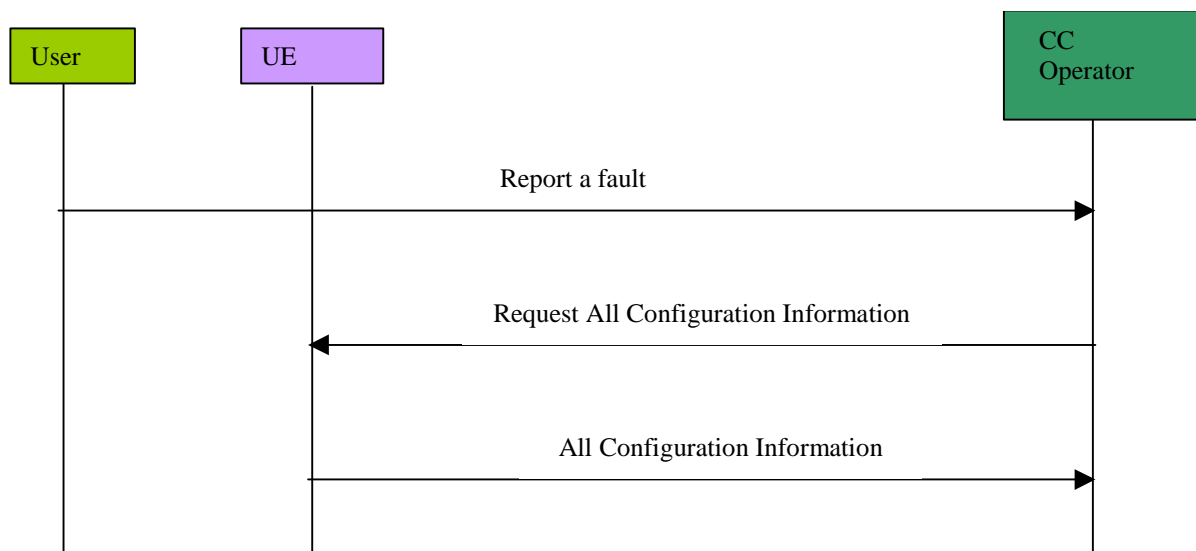 User
UE
CC
Operator
Report a fault
Request All Configuration Information
All Configuration Information